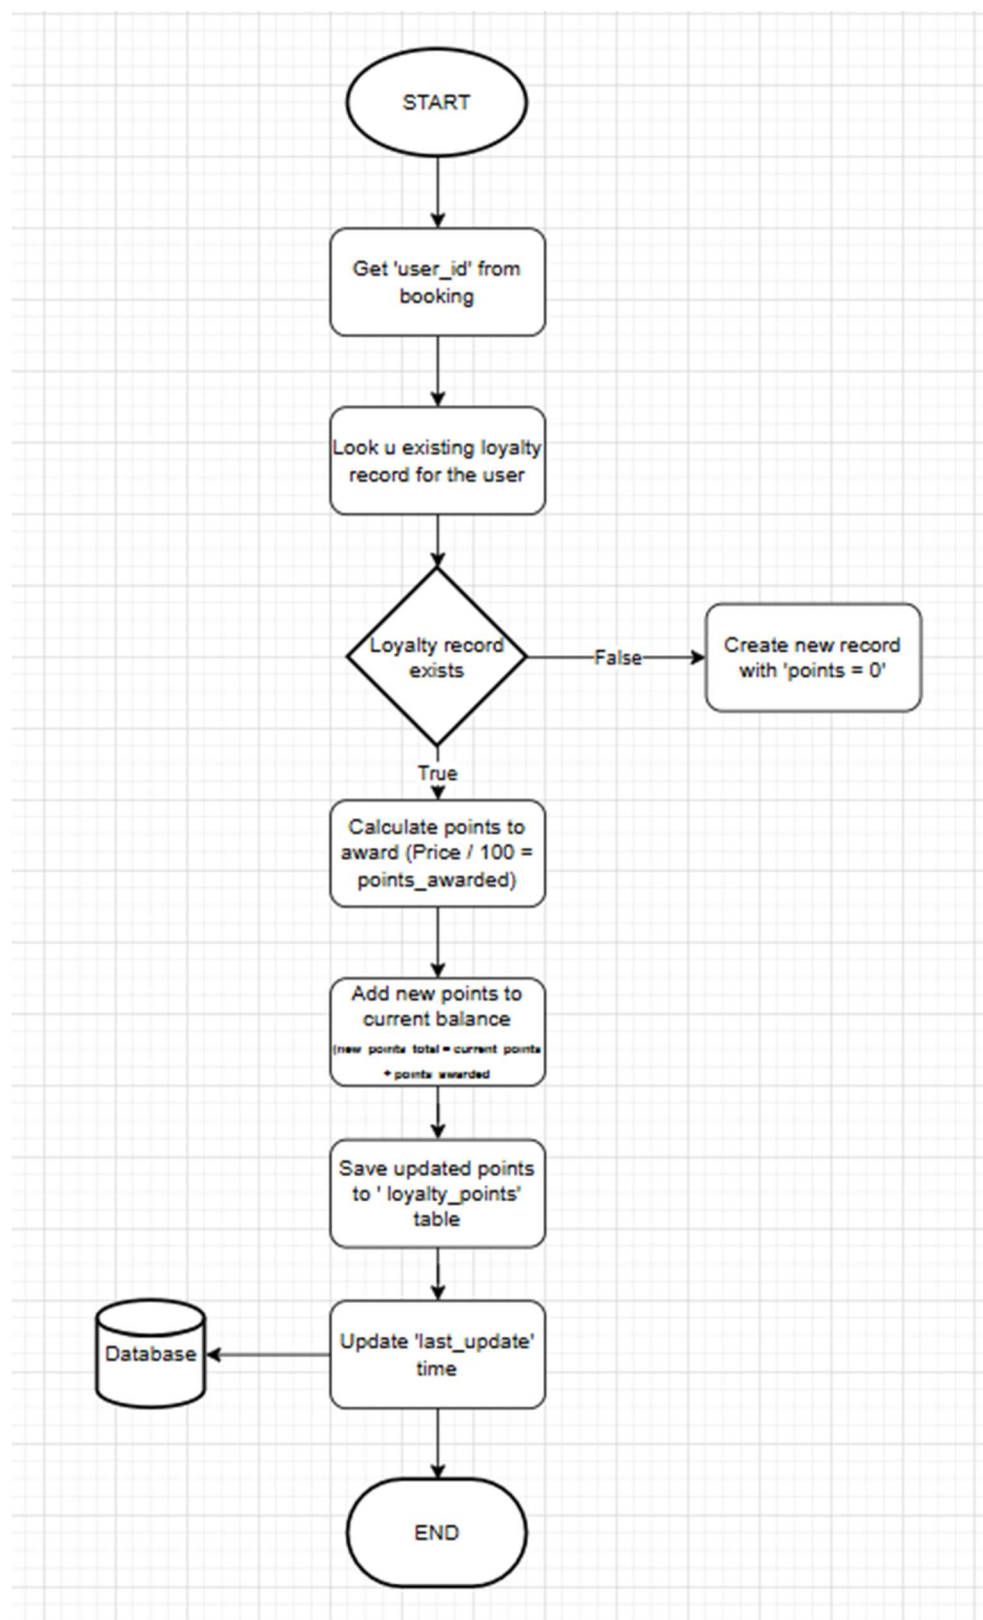 START
Get 'user_id' from
booking
Look u existing loyalty
record for the user
Loyalty record
exists
False
Create new record
with 'points = 0'
True
Calculate points to
award (Price / 100 =
points_awarded)
Add new points to
current balance
(new points total = current points
+ points awarded
Save updated points
to ' loyalty_points'
table
Database
Update 'last_update'
time
END